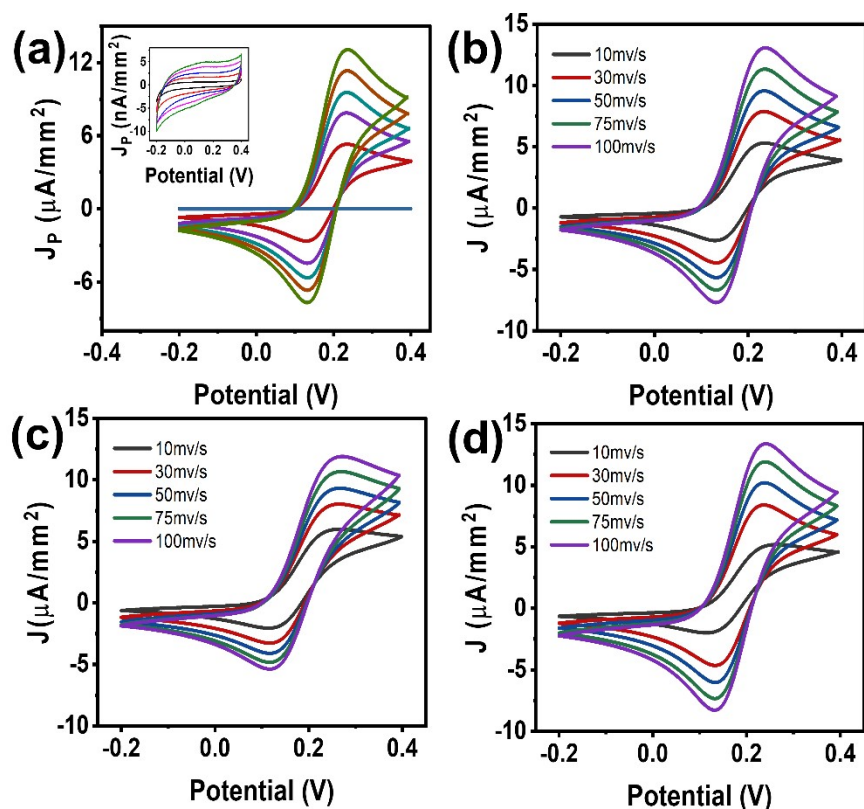 (a)
J_P (μA/mm²)
12
6
0
-6
-0.4 -0.2 0.0 0.2 0.4
Potential (V)
J_P, (nA/mm²)
5
0
-5
-10
-0.2 0.0 0.2 0.4
Potential (V)
(b)
J (μA/mm²)
15
10
5
0
-5
-10
-0.2 0.0 0.2 0.4
Potential (V)
10mv/s
30mv/s
50mv/s
75mv/s
100mv/s
(c)
J(μA/mm²)
15
10
5
0
-5
-10
-0.2 0.0 0.2 0.4
Potential (V)
10mv/s
30mv/s
50mv/s
75mv/s
100mv/s
(d)
J (μA/mm²)
15
10
5
0
-5
-10
-0.2 0.0 0.2 0.4
Potential (V)
10mv/s
30mv/s
50mv/s
75mv/s
100mv/s